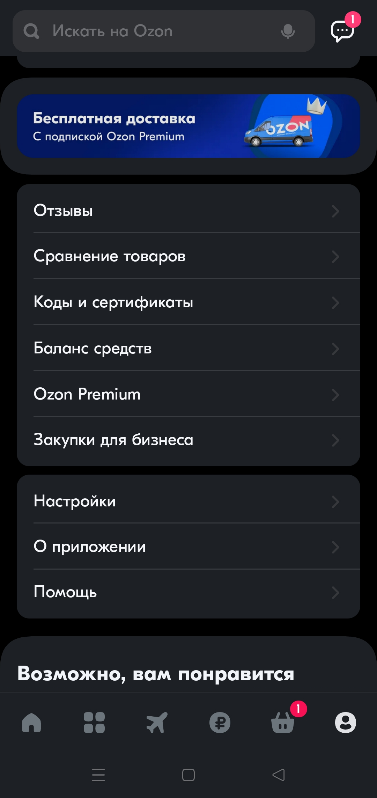 Искать на Ozon
1
Бесплатная доставка
С подпиской Ozon Premium
OZON
Отзывы
Сравнение товаров
Коды и сертификаты
Баланс средств
Ozon Premium
Закупки для бизнеса
Настройки
О приложении
Помощь
Возможно, вам понравится
₽
1